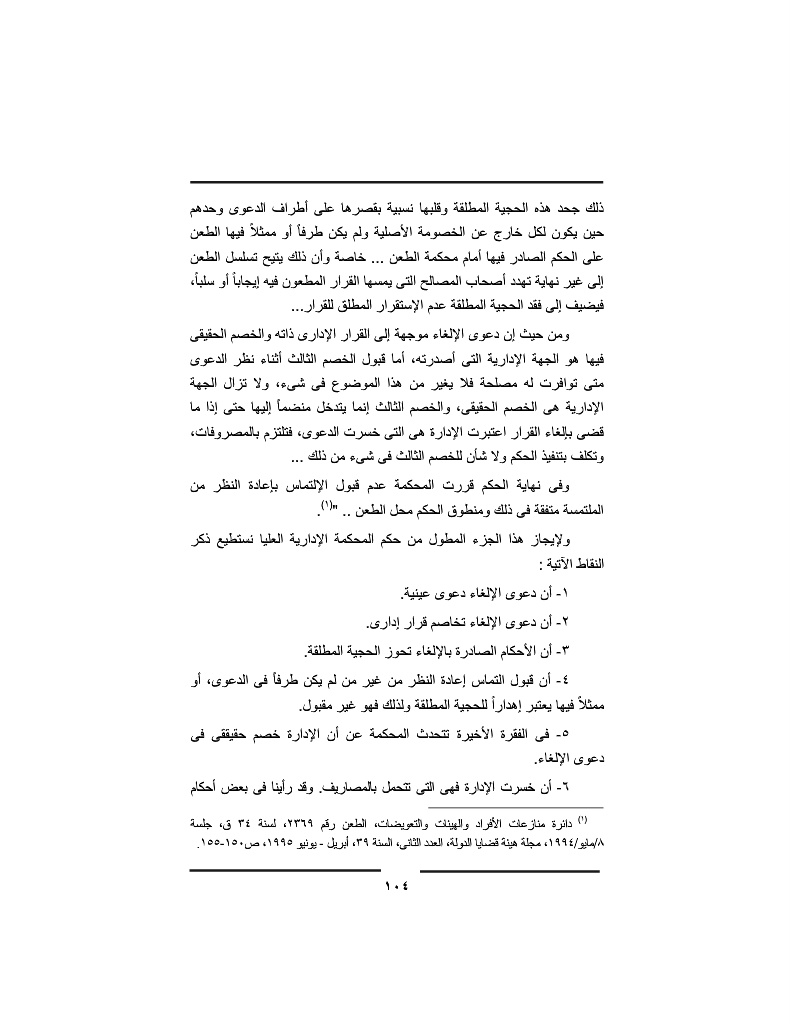 ذلك جحد هذه الحجية المطلقة وقلبها نسبية بقصرها على أطراف الدعوى وحدهم
حين يكون لكل خارج عن الخصومة الأصلية ولم يكن طرفاً أو ممثلاً فيها الطعن
على الحكم الصادر فيها أمام محكمة الطعن ... خاصة وأن ذلك يتيح تسلسل الطعن
إلى غير نهاية تهدد أصحاب المصالح التى يمسها القرار المطعون فيه إيجاباً أو سلباً،
فيضيف إلى فقد الحجية المطلقة عدم الإستقرار المطلق للقرار...
ومن حيث إن دعوى الإلغاء موجهة إلى القرار الإدارى ذاته والخصم الحقيقى
فيها هو الجهة الإدارية التى أصدرته، أما قبول الخصم الثالث أثناء نظر الدعوى
متى توافرت له مصلحة فلا يغير من هذا الموضوع فى شىء، ولا تزال الجهة
الإدارية هى الخصم الحقيقى، والخصم الثالث إنما يتدخل منضماً إليها حتى إذا ما
قضى بإلغاء القرار اعتبرت الإدارة هى التى خسرت الدعوى، فتلتزم بالمصروفات،
وتكلف بتنفيذ الحكم ولا شأن للخصم الثالث فى شىء من ذلك ...
وفى نهاية الحكم قررت المحكمة عدم قبول الإلتماس بإعادة النظر من
الملتمسة متفقة فى ذلك ومنطوق الحكم محل الطعن .. "(١).
ولإيجاز هذا الجزء المطول من حكم المحكمة الإدارية العليا نستطيع ذكر
النقاط الآتية :
١- أن دعوى الإلغاء دعوى عينية.
٢- أن دعوى الإلغاء تخاصم قرار إدارى.
٣- أن الأحكام الصادرة بالإلغاء تحوز الحجية المطلقة.
٤- أن قبول التماس إعادة النظر من غير من لم يكن طرفاً فى الدعوى، أو
ممثلاً فيها يعتبر إهداراً للحجية المطلقة ولذلك فهو غير مقبول.
٥- فى الفقرة الأخيرة تتحدث المحكمة عن أن الإدارة خصم حقيققى فى
دعوى الإلغاء.
٦- أن خسرت الإدارة فهى التى تتحمل بالمصاريف. وقد رأينا فى بعض أحكام
(١) دائرة منازعات الأفراد والهيئات والتعويضات، الطعن رقم ٢٣٦٩، لسنة ٣٤ ق، جلسة
٨/مايو/١٩٩٤، مجلة هيئة قضايا الدولة، العدد الثانى، السنة ٣٩، أبريل - يونيو ١٩٩٥، ص١٥٠-١٥٥.
١٠٤